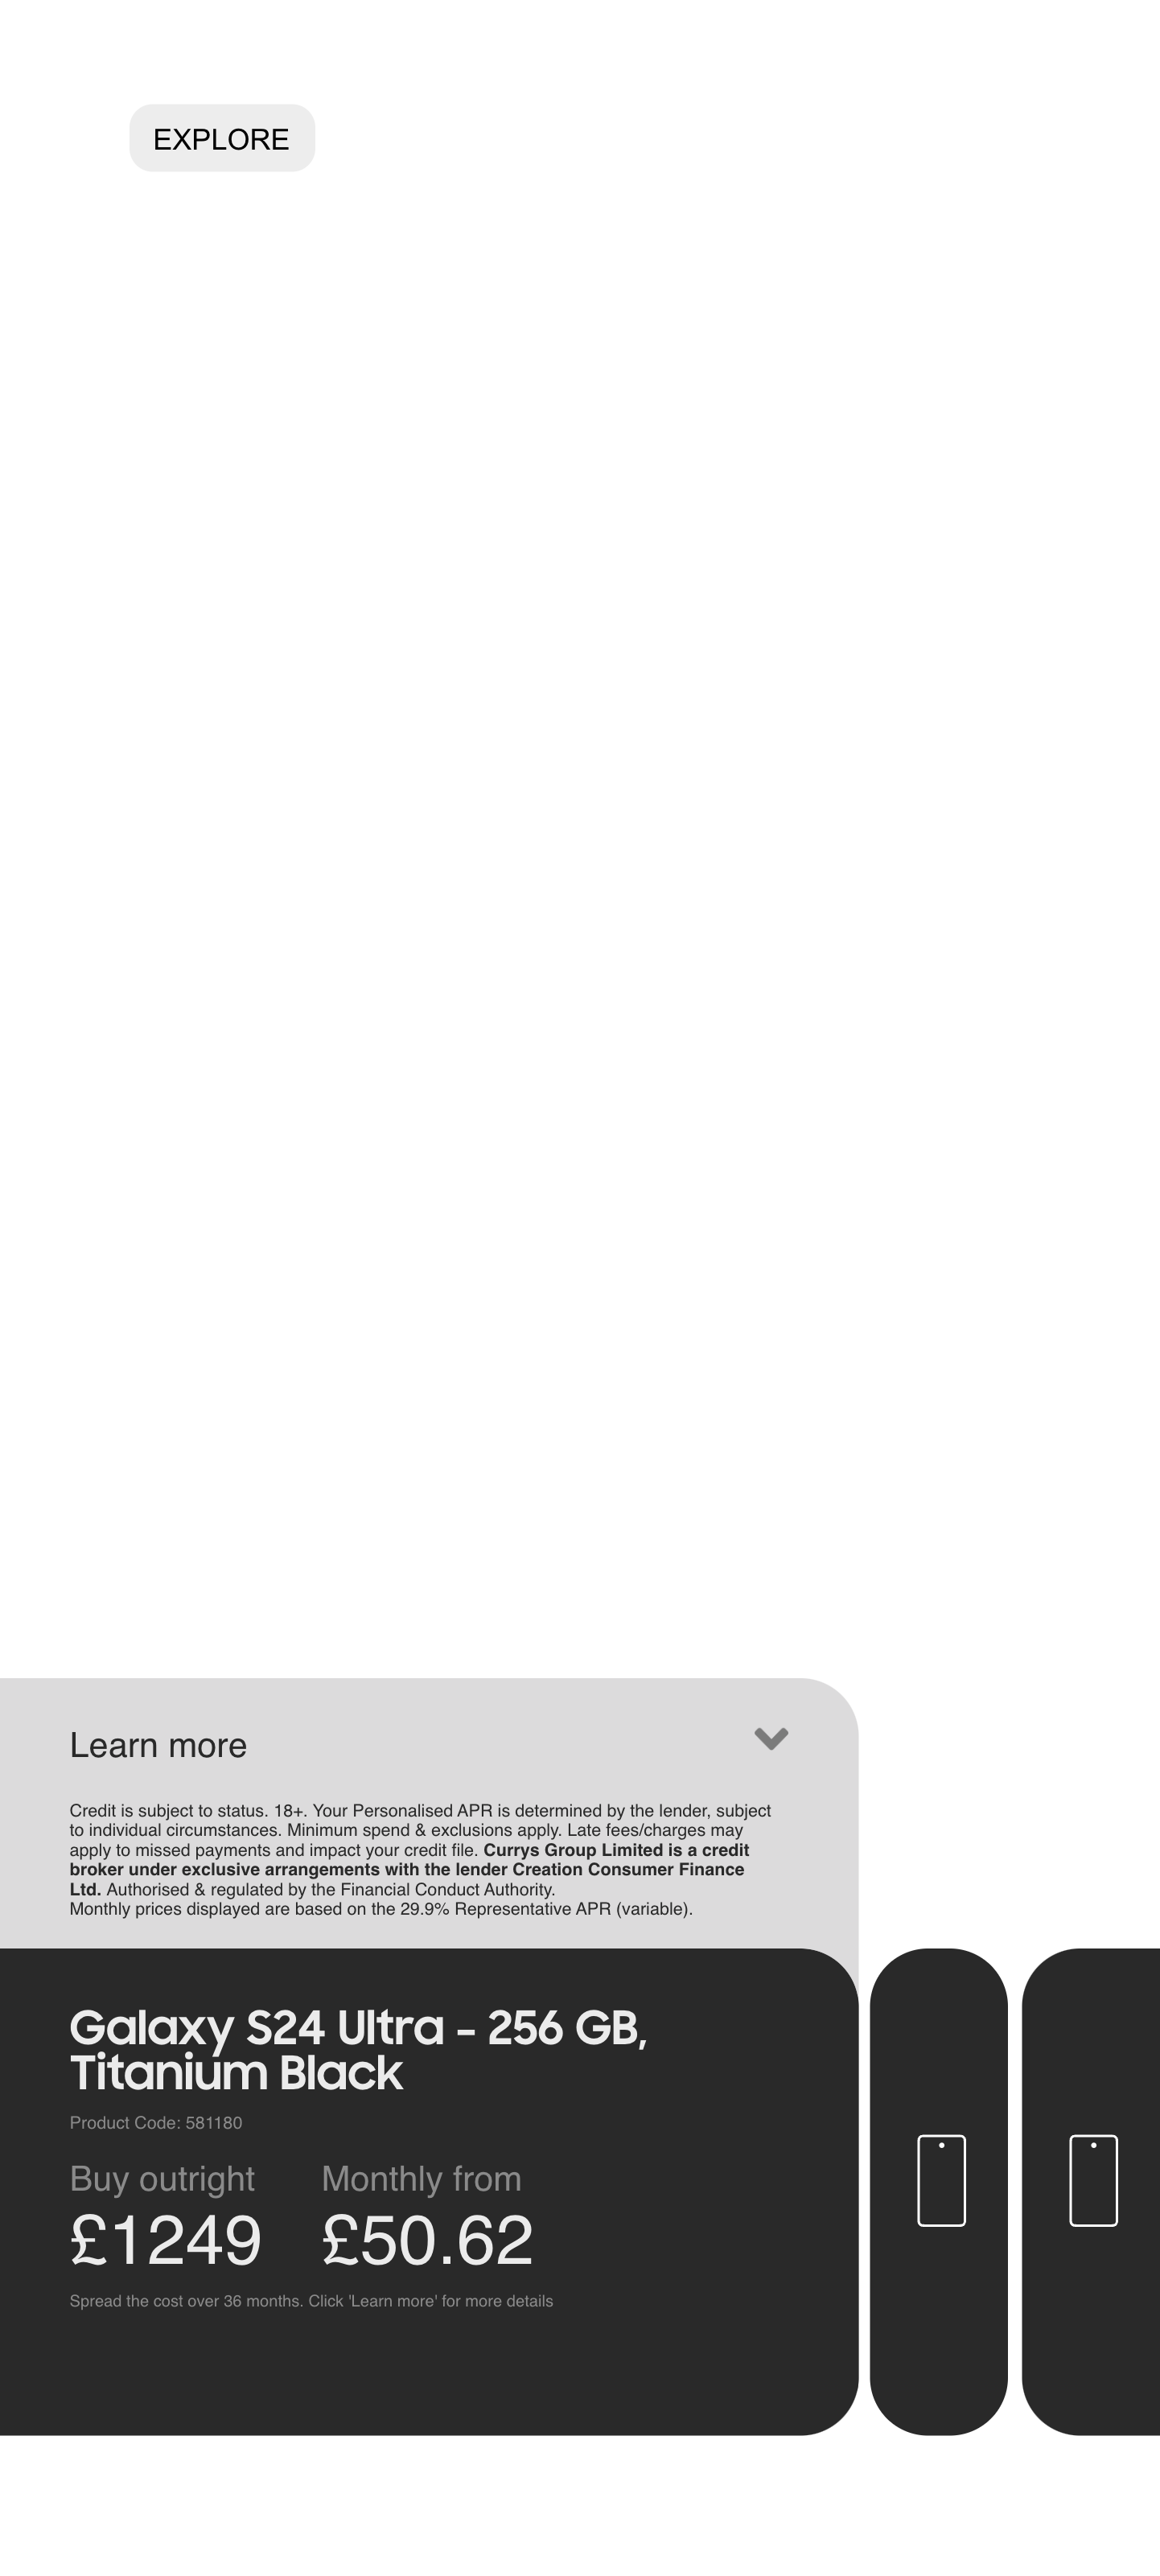 EXPLORE
Learn more
Credit is subject to status. 18+. Your Personalised APR is determined by the lender, subject
to individual circumstances. Minimum spend & exclusions apply. Late fees/charges may
apply to missed payments and impact your credit file. Currys Group Limited is a credit
broker under exclusive arrangements with the lender Creation Consumer Finance
Ltd. Authorised & regulated by the Financial Conduct Authority.
Monthly prices displayed are based on the 29.9% Representative APR (variable).
Galaxy S24 Ultra - 256 GB,
Titanium Black
Product Code: 581180
Buy outright Monthly from
£1249 £50.62
Spread the cost over 36 months. Click 'Learn more' for more details